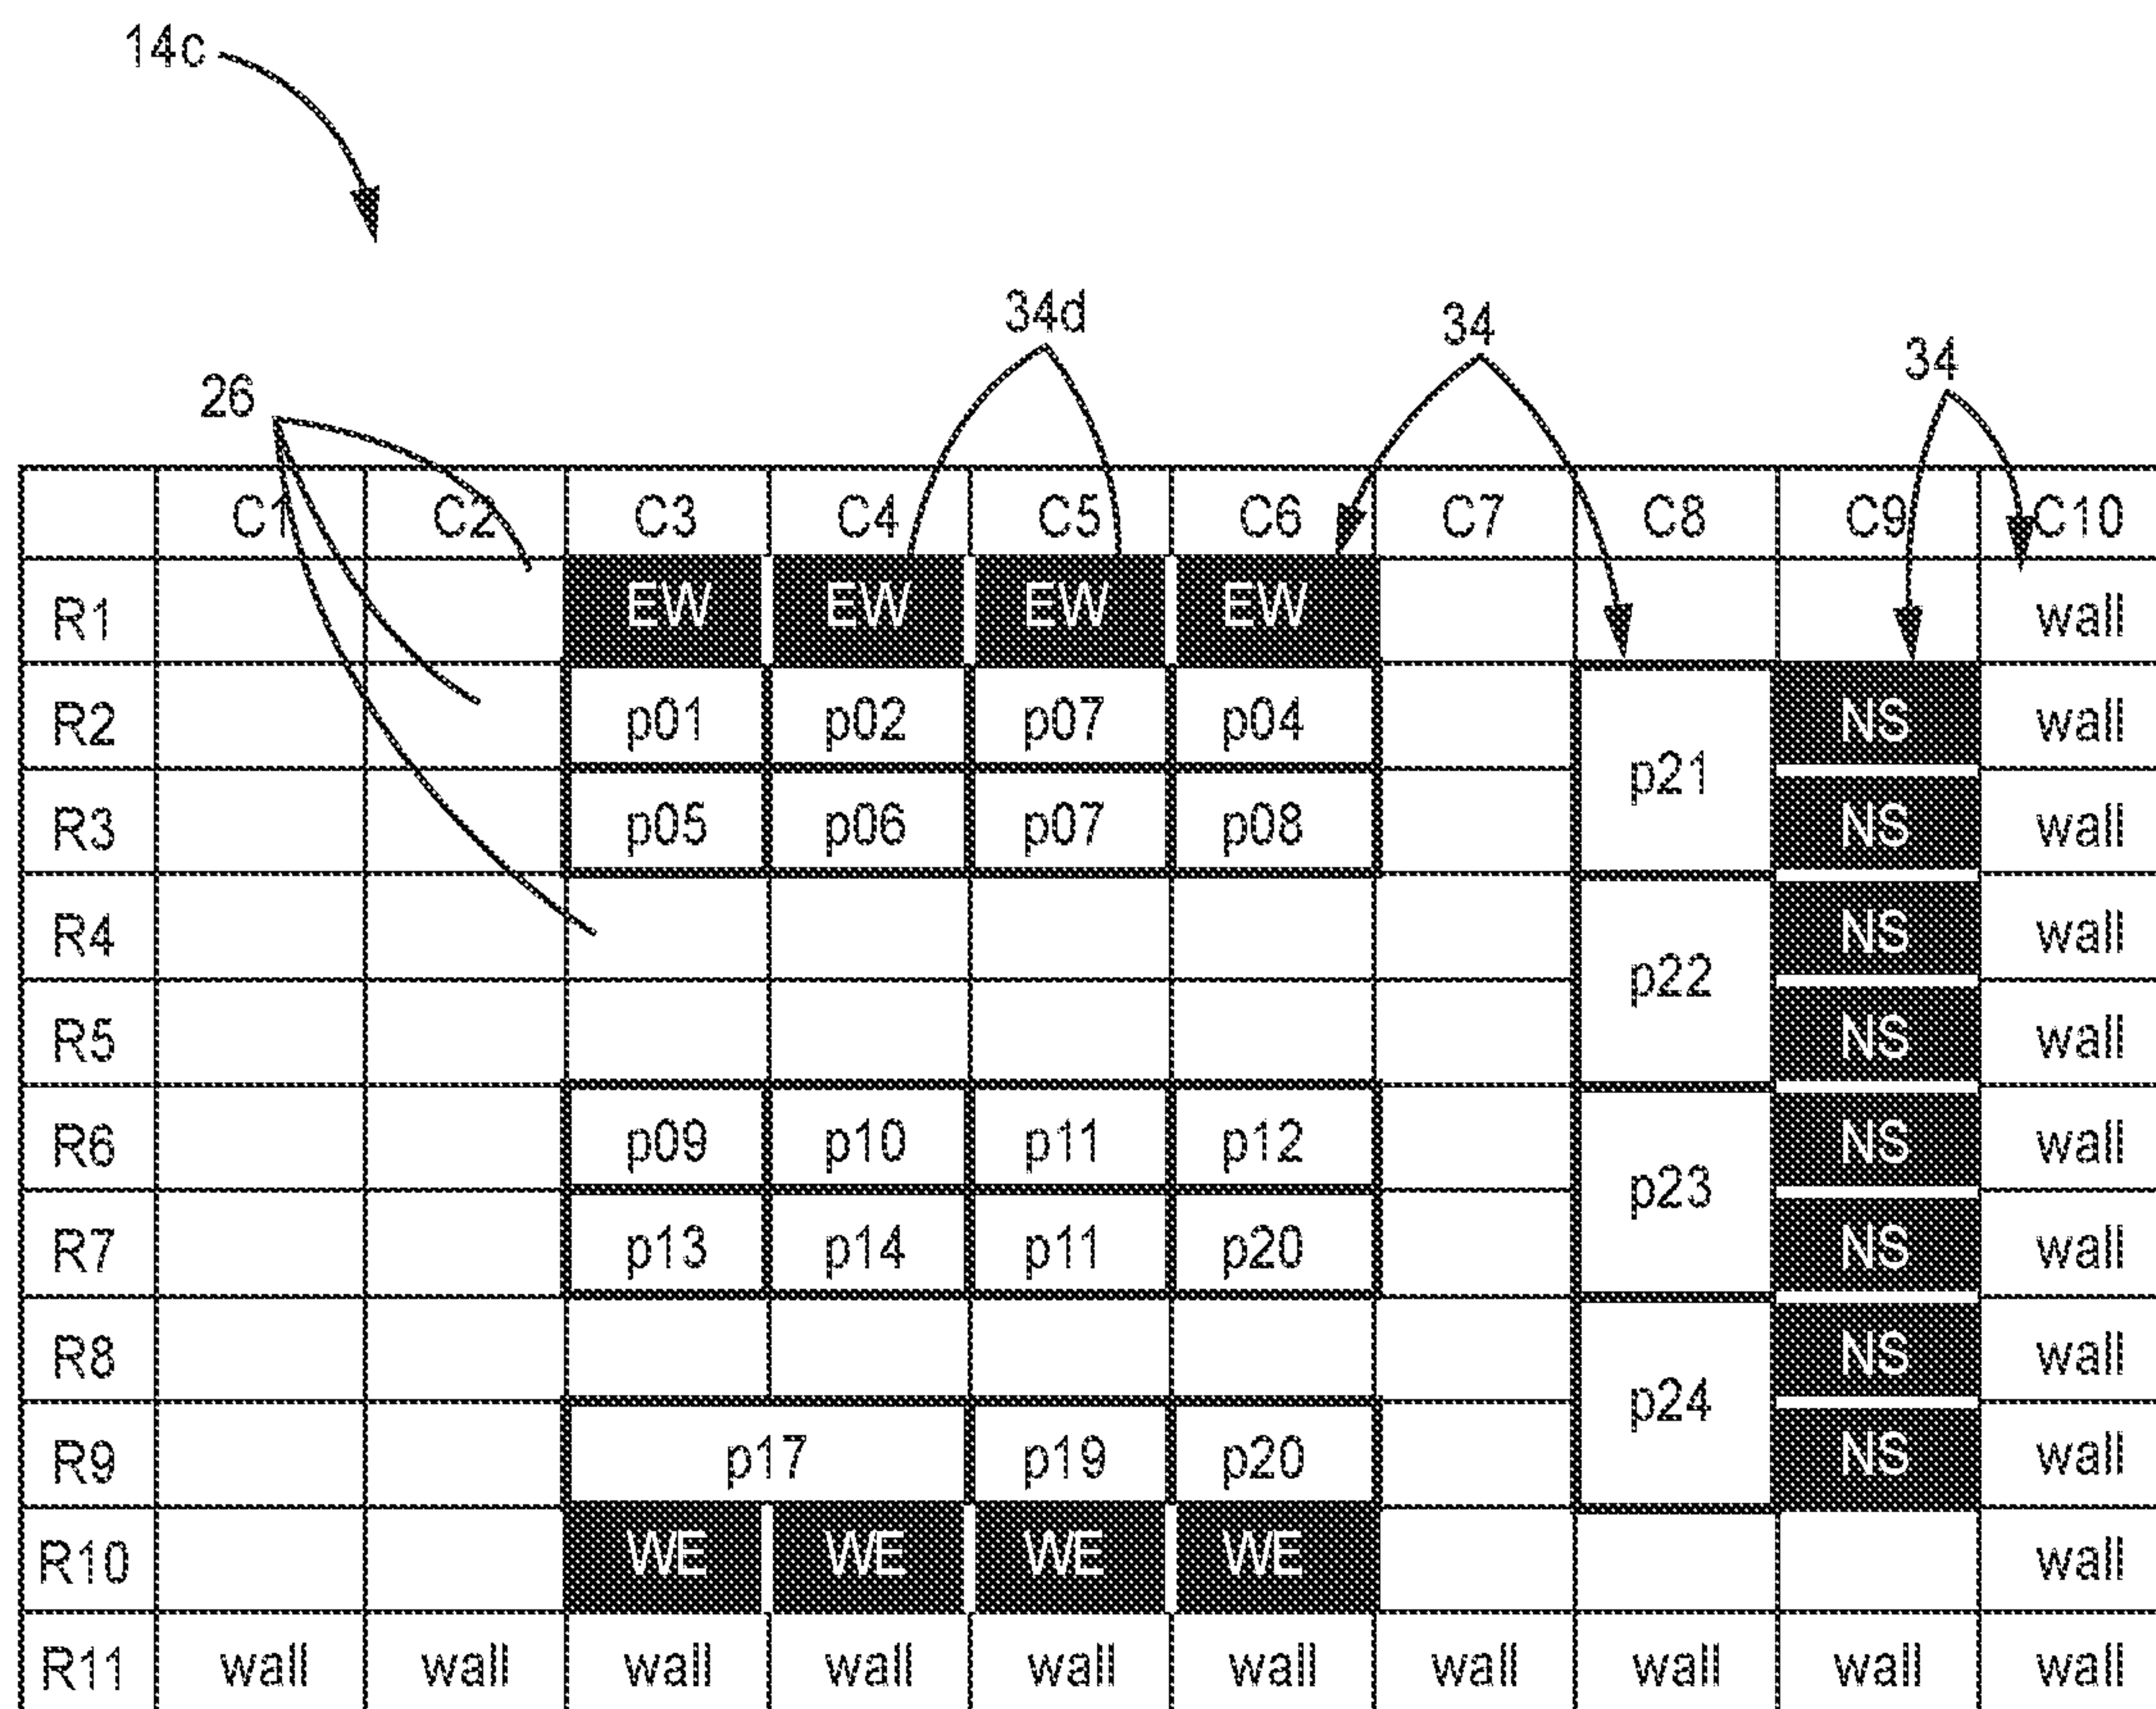 14c
34d 34 34
26
C1 C2 C3 C4 C5 C6 C7 C8 C9 C10
R1 EW EW EW EW wall
R2 p01 p02 p07 p04 p21 NS wall
R3 p05 p06 p07 p08 NS wall
R4 p22 NS wall
R5 NS wall
R6 p09 p10 p11 p12 p23 NS wall
R7 p13 p14 p11 p20 NS wall
R8 p24 NS wall
R9 p17 p19 p20 NS wall
R10 WE WE WE WE wall
R11 wall wall wall wall wall wall wall wall wall wall